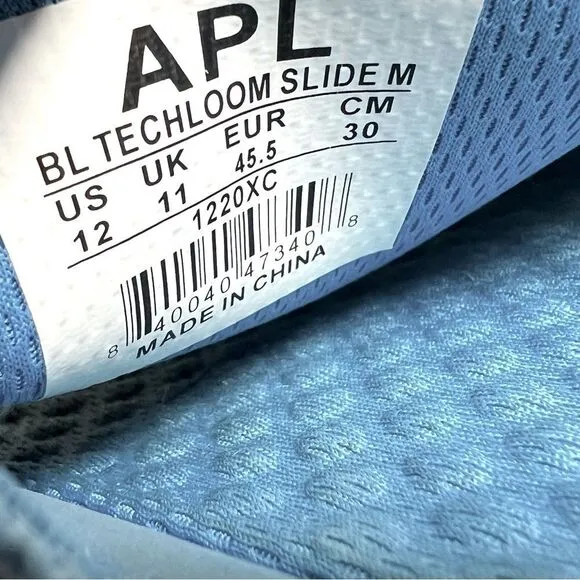 APL
BL TECHLOOM SLIDE M
US UK EUR CM
12 11 45.5 30
1220XC
8 40040 47340 8
MADE IN CHINA